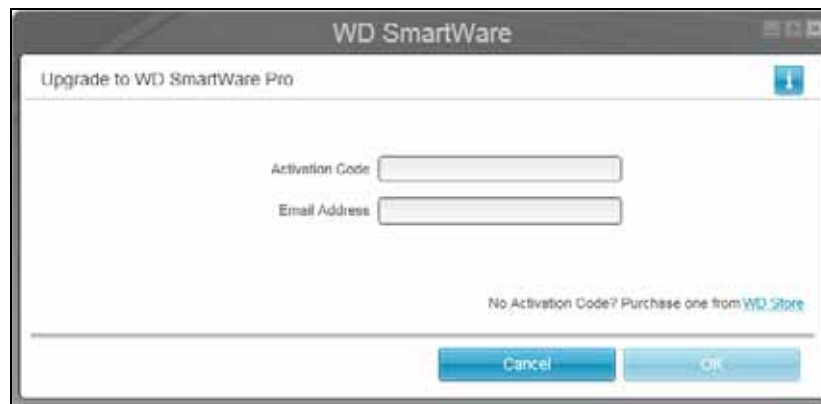 WD SmartWare
Upgrade to WD SmartWare Pro
Activation Code
Email Address
No Activation Code? Purchase one from WD Store
Cancel
OK